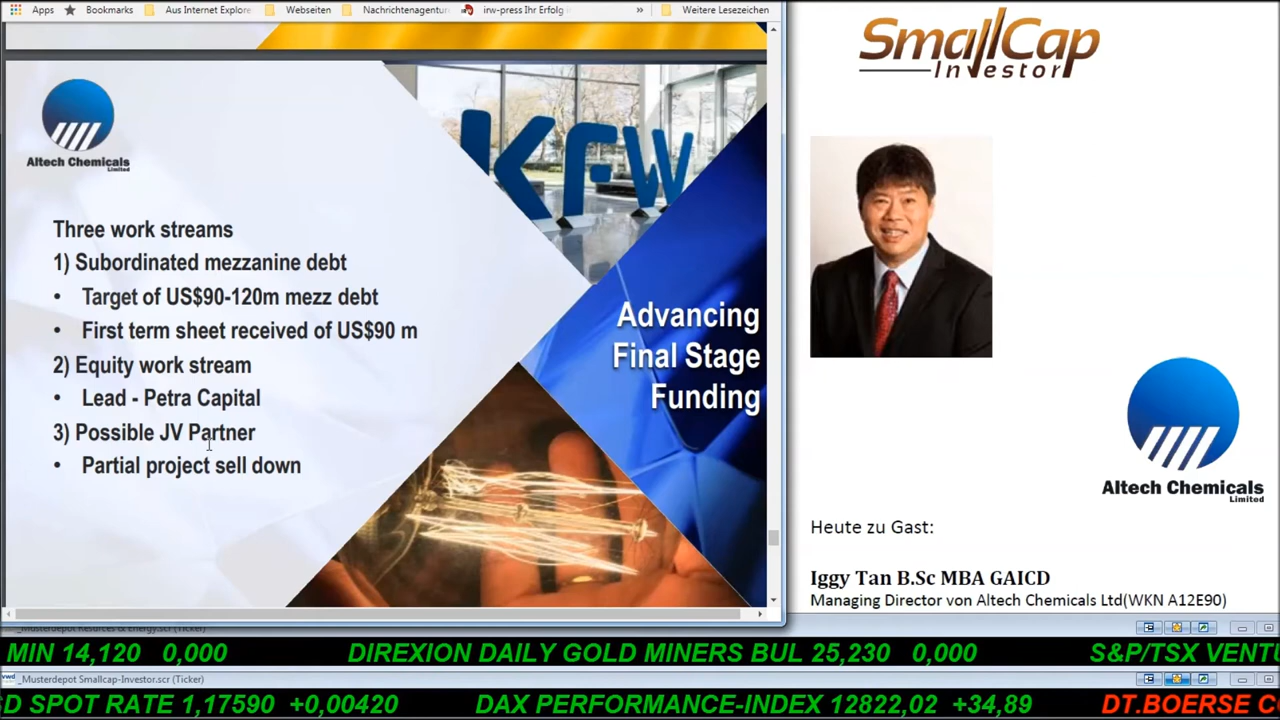 Apps
Bookmarks
Aus Internet Explore
Webseiten
Nachrichtenagentu
irw-press Ihr Erfolg i
»
Weitere Lesezeichen
SmallCap
Investor
Altech Chemicals
Limited
KFW
Three work streams
1) Subordinated mezzanine debt
• Target of US$90-120m mezz debt
• First term sheet received of US$90 m
2) Equity work stream
• Lead - Petra Capital
3) Possible JV Partner
• Partial project sell down
Advancing
Final Stage
Funding
Altech Chemicals
Limited
Heute zu Gast:
Iggy Tan B.Sc MBA GAICD
Managing Director von Altech Chemicals Ltd(WKN A12E90)
MIN 14,120 0,000 DIREXION DAILY GOLD MINERS BUL 25,230 0,000 S&P/TSX VENTU
vwd _Musterdepot Smallcap-Investor.scr (Ticker)
D SPOT RATE 1,17590 +0,00420 DAX PERFORMANCE-INDEX 12822,02 +34,89 DT.BOERSE C